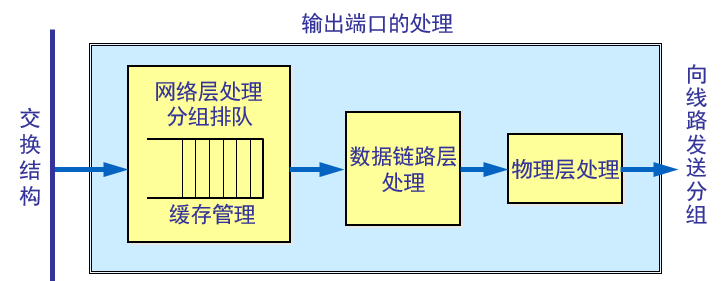 输出端口的处理
交换结构
网络层处理
分组排队
缓存管理
数据链路层
处理
物理层处理
向线路发送分组